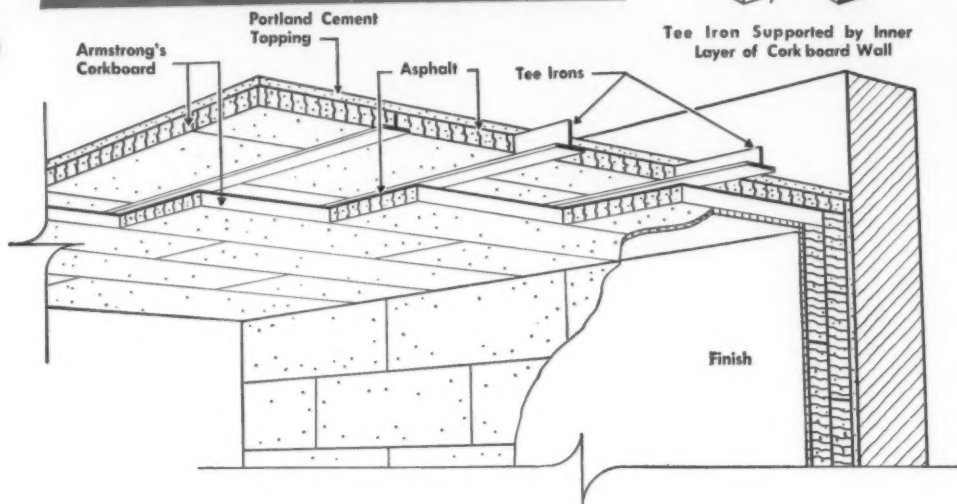 Portland Cement
Topping
Armstrong's
Corkboard
Asphalt
Tee Irons
Tee Iron Supported by Inner
Layer of Corkboard Wall
Finish